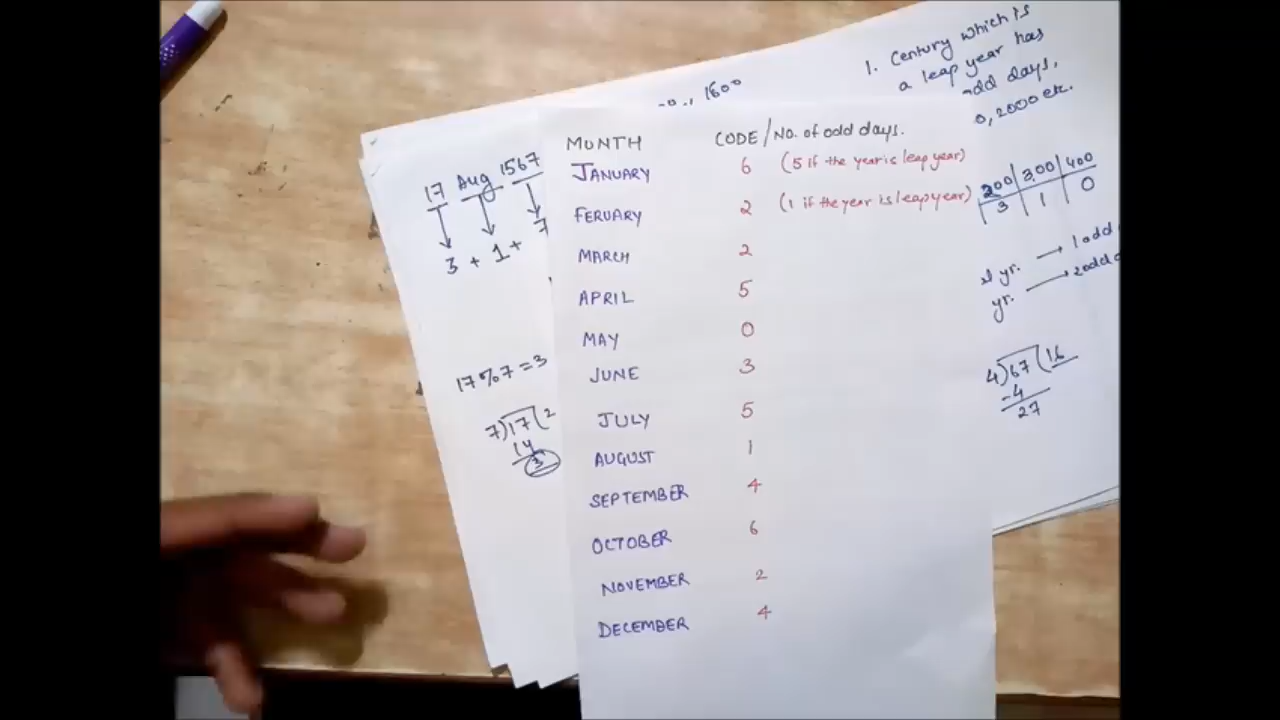 1. Century which is
a leap year has
odd days.
0, 2000 etc.
1600
MONTH CODE/No. of odd days.
JANUARY 6 (5 if the year is leap year)
FERUARY 2 (1 if the year is leap year)
MARCH 2
APRIL 5
MAY 0
JUNE 3
JULY 5
AUGUST 1
SEPTEMBER 4
OCTOBER 6
NOVEMBER 2
DECEMBER 4
17 Aug 1567
3 + 1 + 7
17%7=3
7)17(2
14
3
200|300|400
3|1|0
yr. → 1 odd
yr. → 2 odd
4)67(16
-4
27